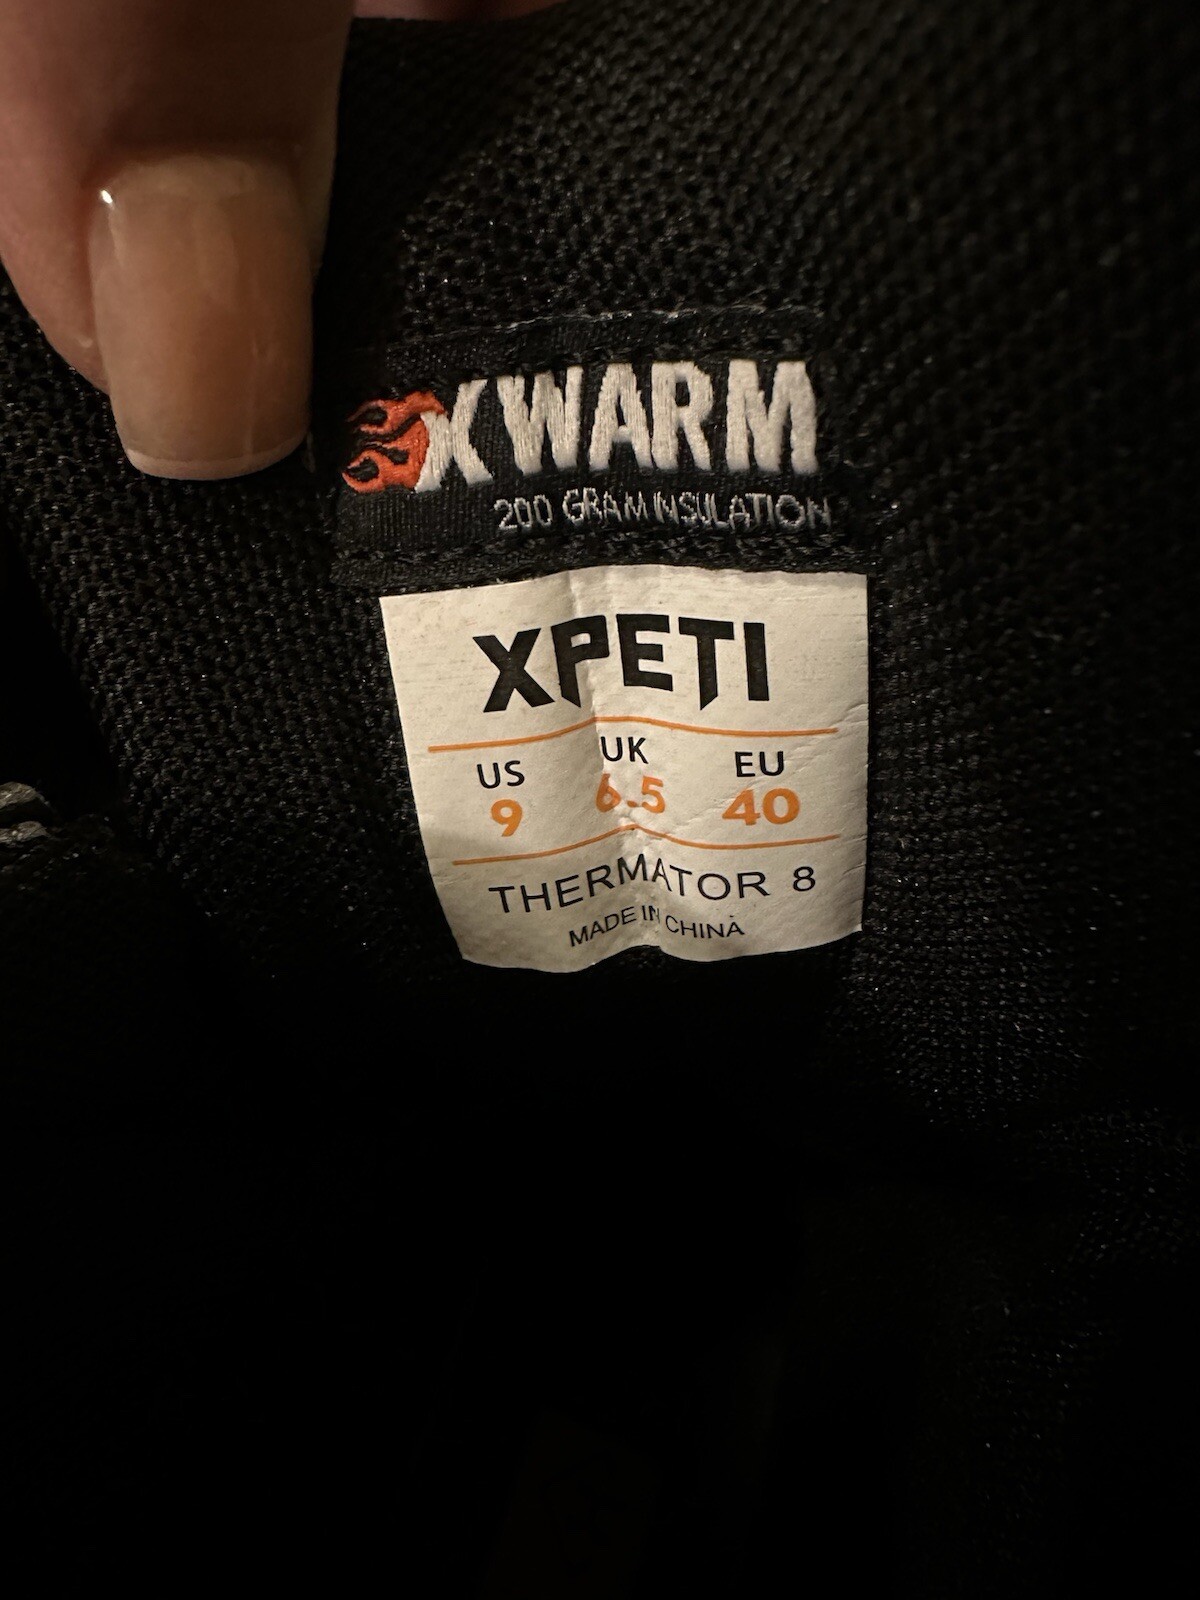 XWARM
200 GRAM INSULATION
XPETI
US UK EU
9 6.5 40
THERMATOR 8
MADE IN CHINA